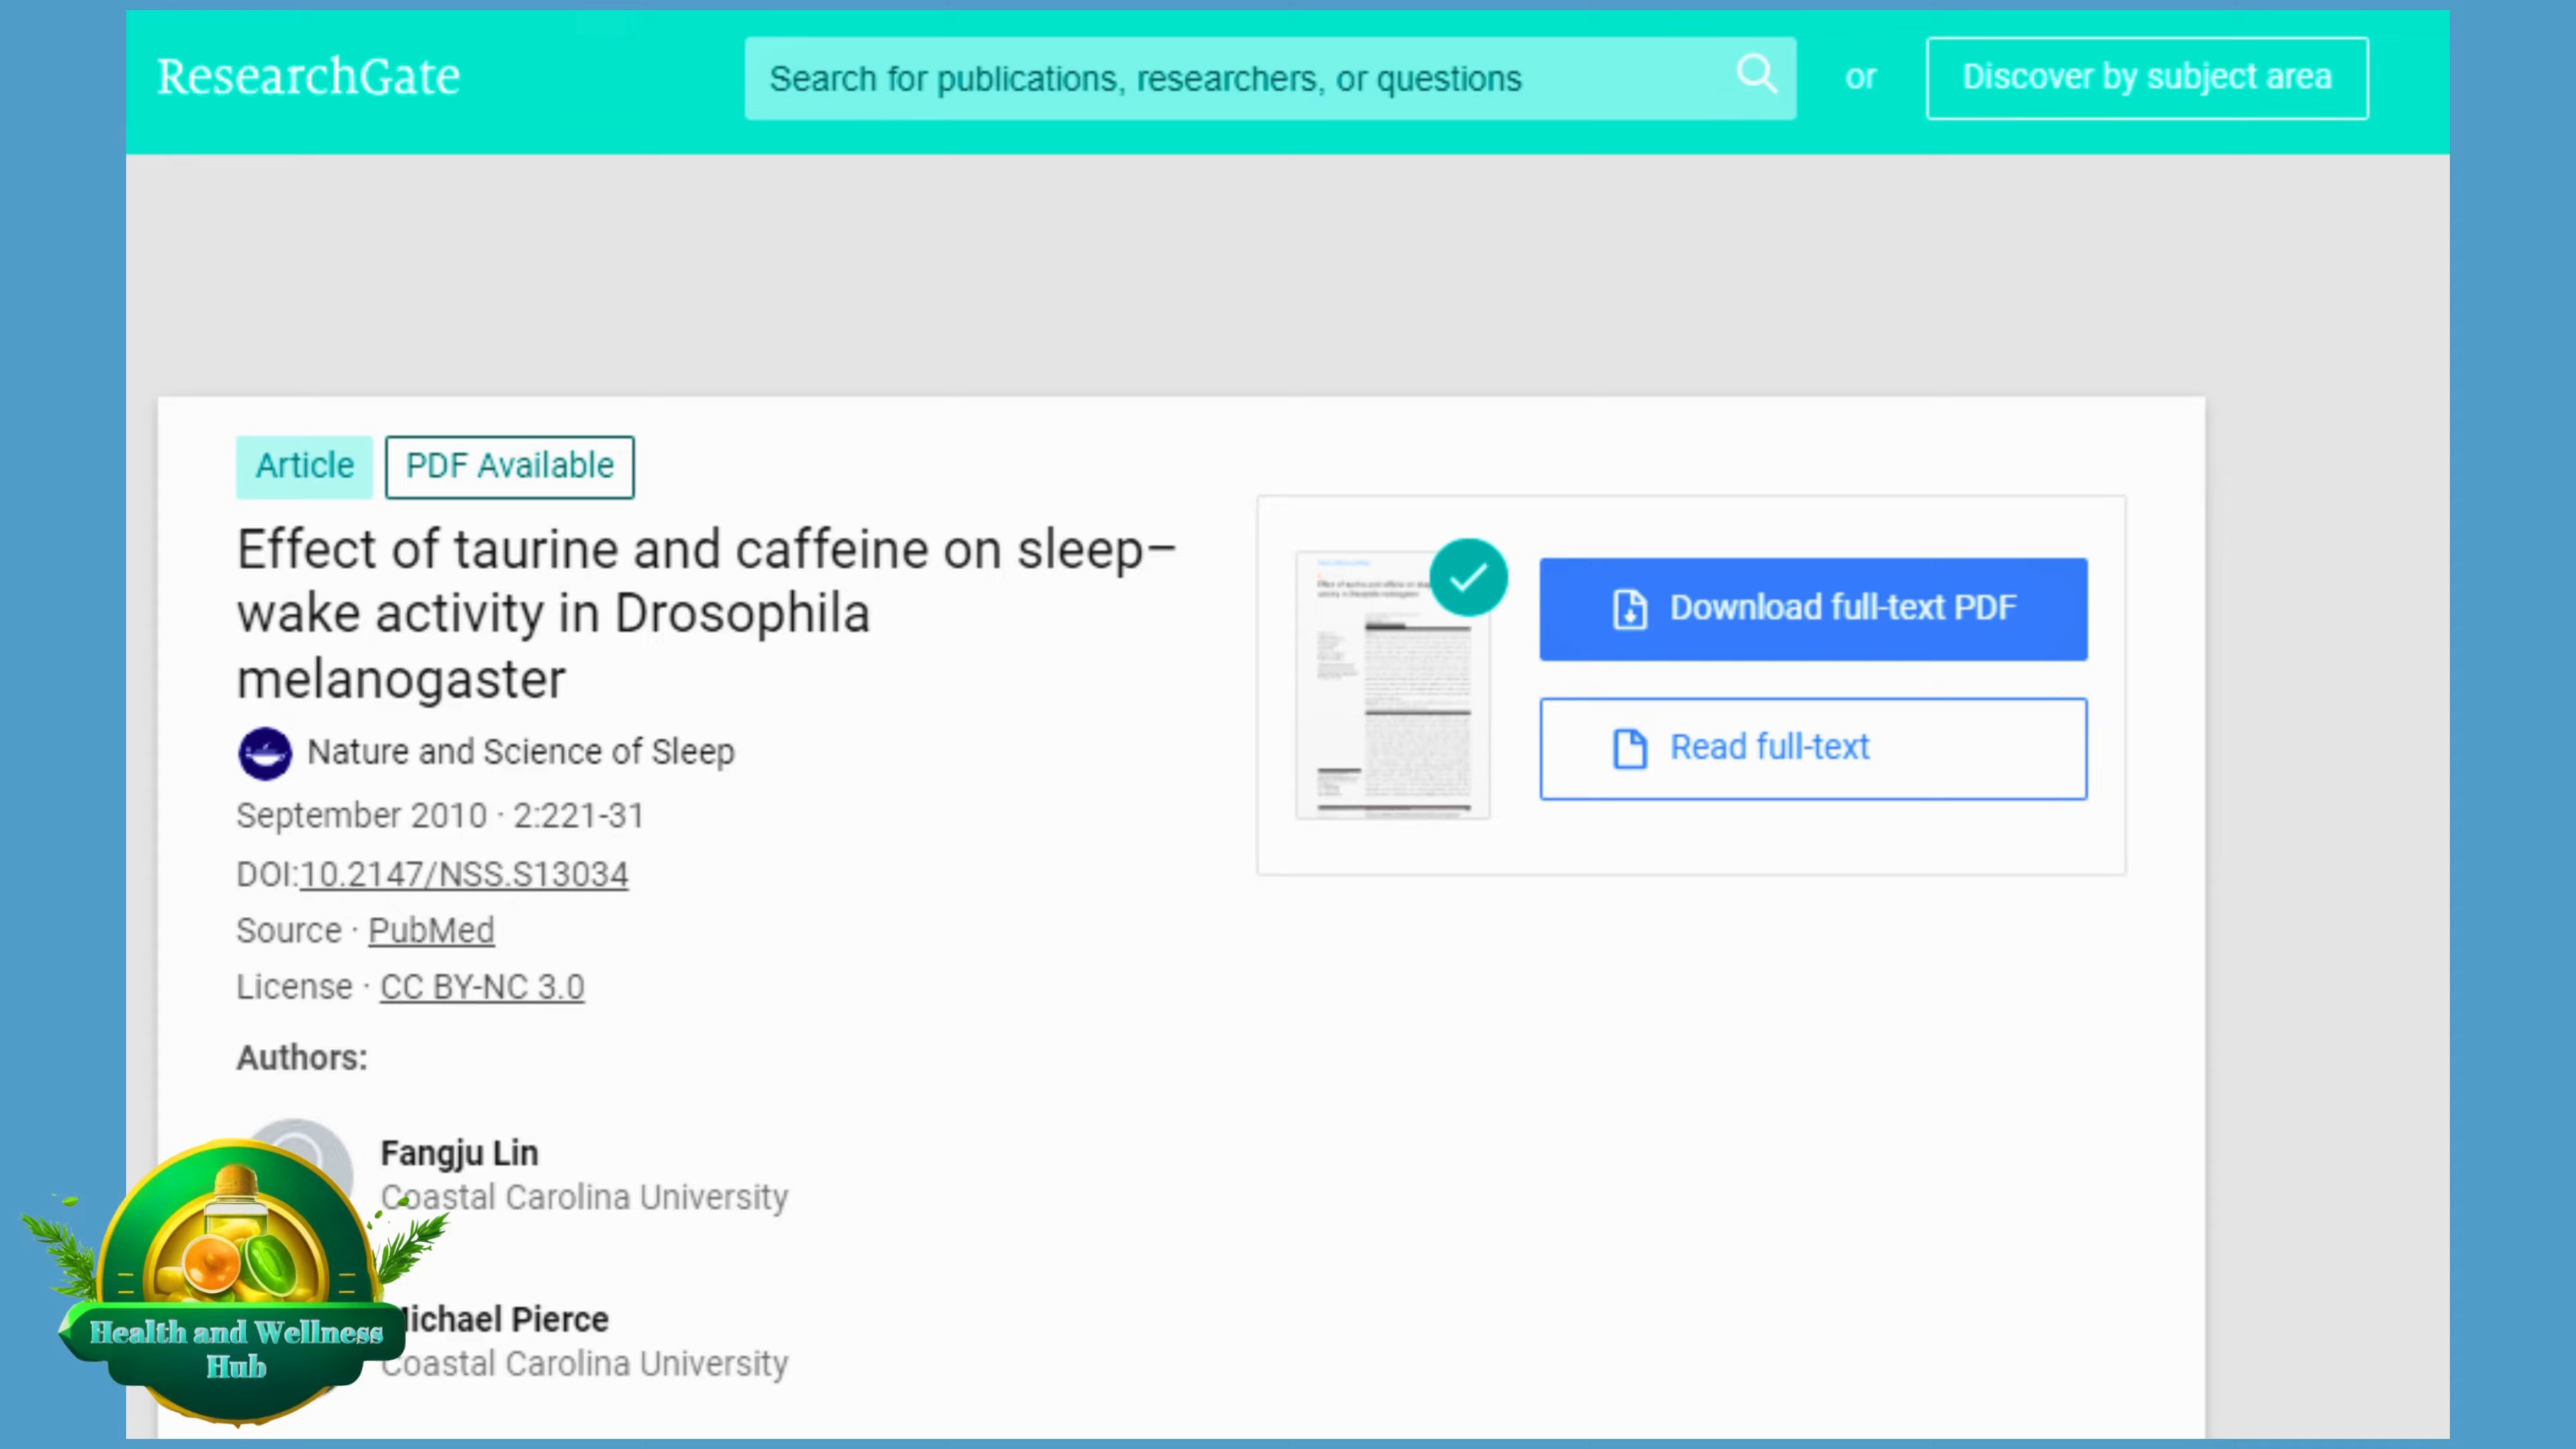 ResearchGate
Search for publications, researchers, or questions
or
Discover by subject area
Article
PDF Available
Effect of taurine and caffeine on sleep–
wake activity in Drosophila
melanogaster
Nature and Science of Sleep
September 2010 · 2:221-31
DOI:10.2147/NSS.S13034
Source · PubMed
License · CC BY-NC 3.0
Download full-text PDF
Read full-text
Authors:
Fangju Lin
Coastal Carolina University
Michael Pierce
Coastal Carolina University
Health and Wellness
Hub